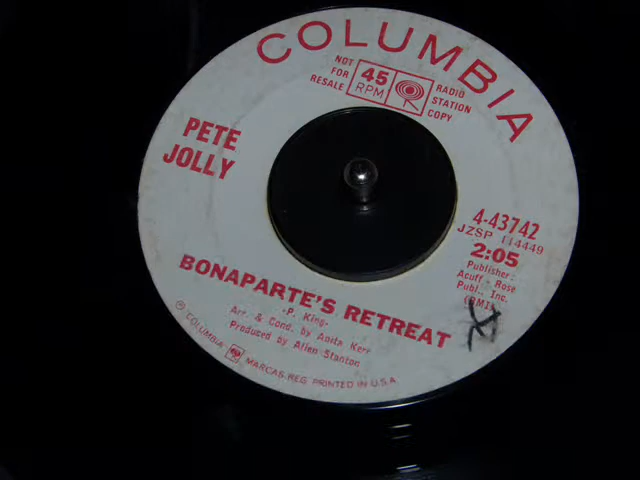 COLUMBIA
NOT
FOR
RESALE
45
RPM
RADIO
STATION
COPY
PETE
JOLLY
4-43742
JZSP 114449
2:05
Publisher:
Acuff-Rose
Publ., Inc.
(BMI)
BONAPARTE'S RETREAT
-P. King-
Arr. & Cond. by Anita Kerr
Produced by Allen Stanton
Ⓟ "COLUMBIA" MARCAS REG. PRINTED IN U.S.A.